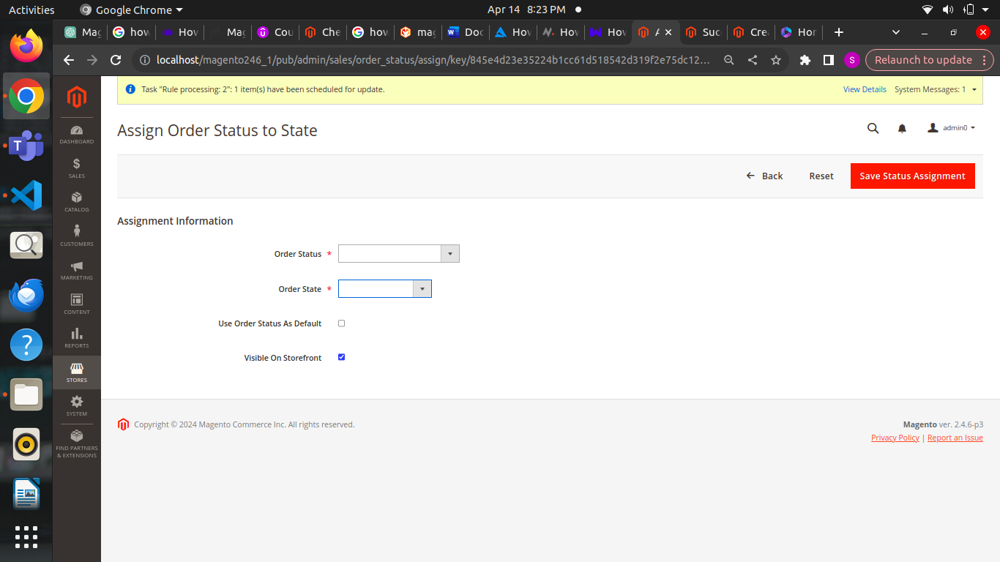 Activities
Google Chrome
Apr 14 8:23 PM
Mag
how
How
Mag
Cou
Che
how
mag
Doc
How
How
How
A
Suc
Cre
Hor
localhost/magento246_1/pub/admin/sales/order_status/assign/key/845e4d23e35224b1cc61d518542d319f2e75dc12...
S
Relaunch to update
Task "Rule processing: 2": 1 item(s) have been scheduled for update.
View Details
System Messages: 1
DASHBOARD
SALES
CATALOG
CUSTOMERS
MARKETING
CONTENT
REPORTS
STORES
SYSTEM
FIND PARTNERS
& EXTENSIONS
Assign Order Status to State
admin0
Back
Reset
Save Status Assignment
Assignment Information
Order Status *
Order State *
Use Order Status As Default
Visible On Storefront
Copyright © 2024 Magento Commerce Inc. All rights reserved.
Magento ver. 2.4.6-p3
Privacy Policy | Report an Issue